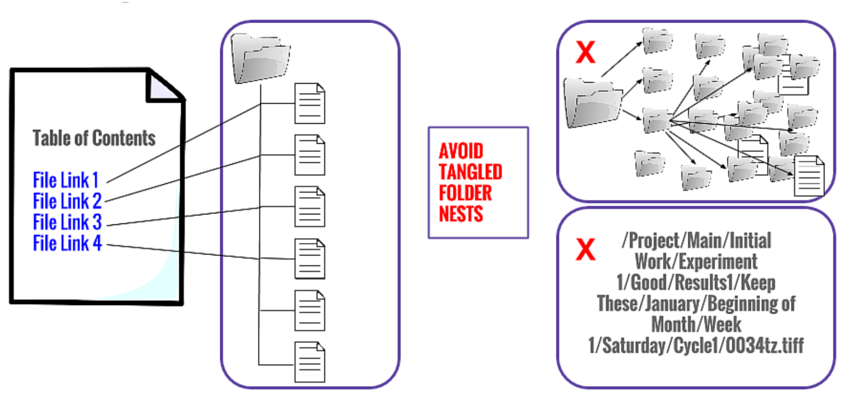 Table of Contents
File Link 1
File Link 2
File Link 3
File Link 4
AVOID
TANGLED
FOLDER
NESTS
X
X
/Project/Main/Initial
Work/Experiment
1/Good/Results1/Keep
These/January/Beginning of
Month/Week
1/Saturday/Cycle1/0034tz.tiff